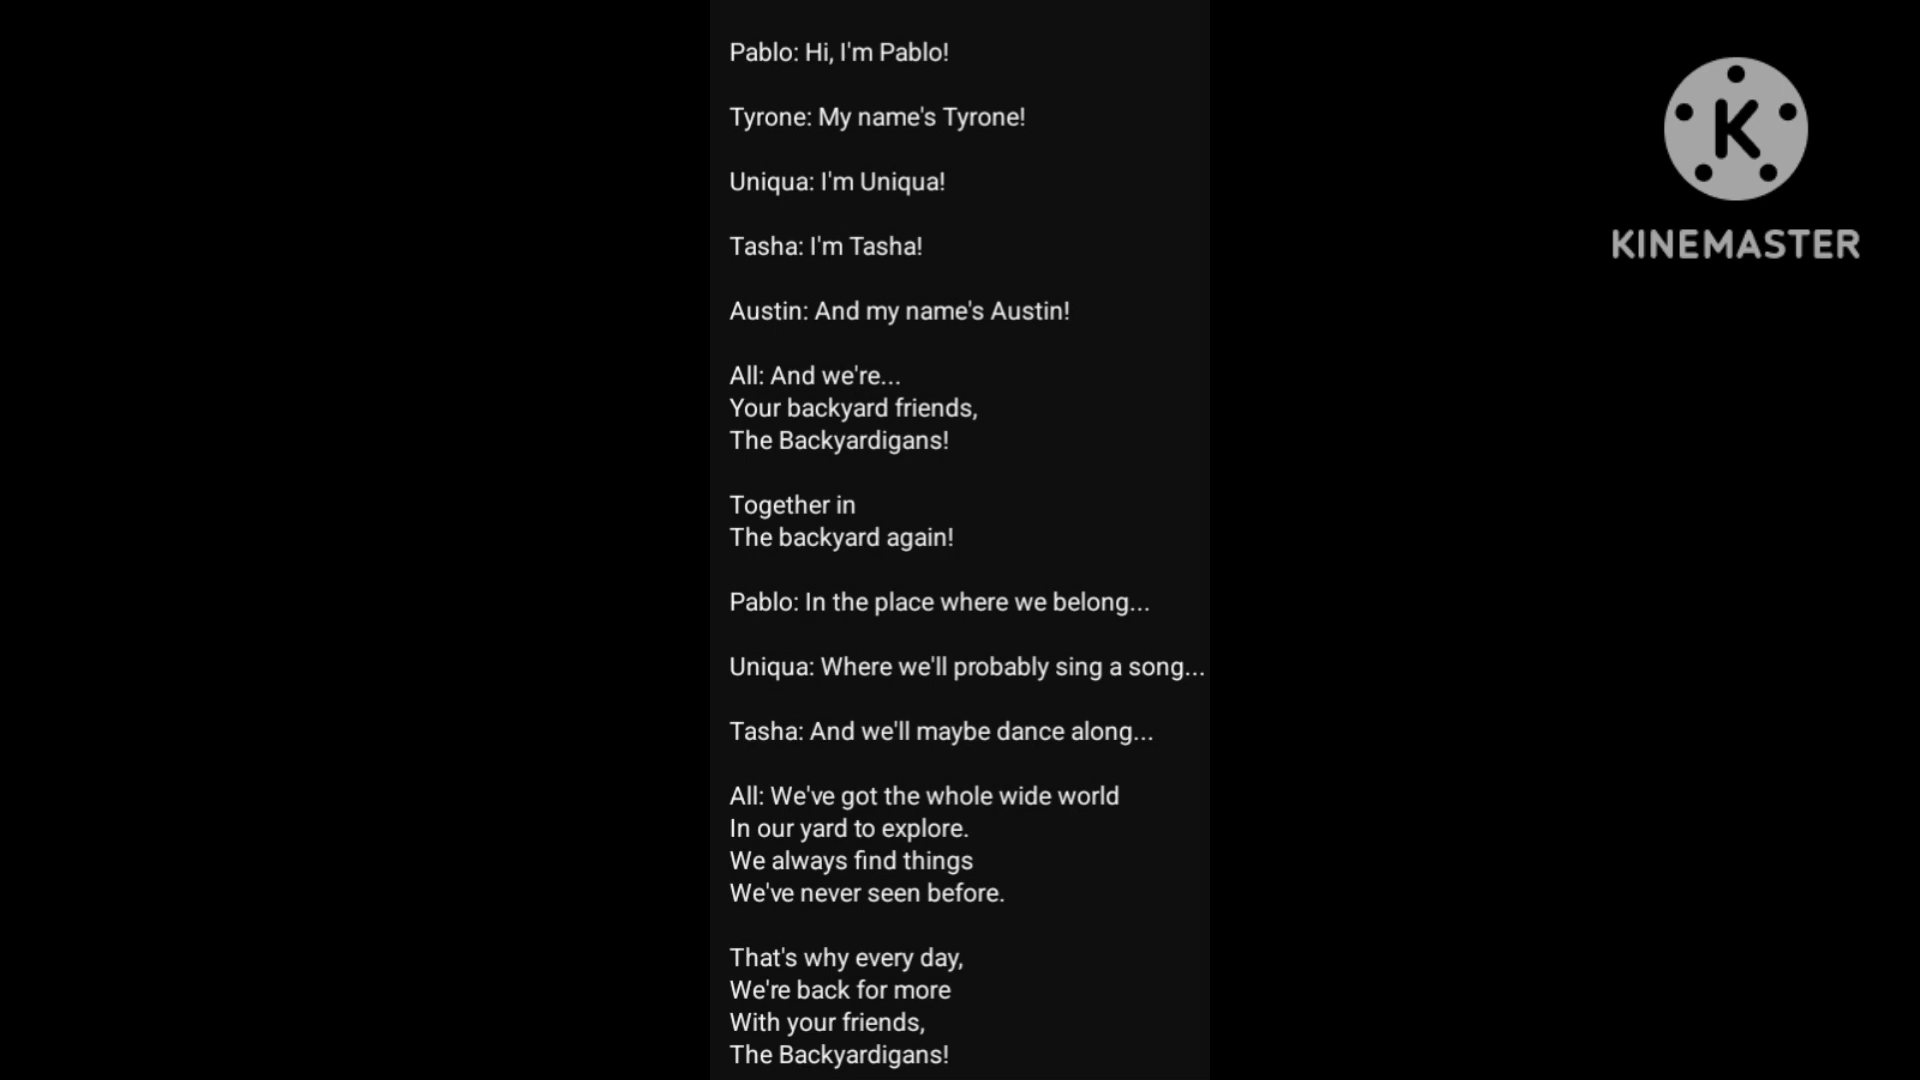 Pablo: Hi, I'm Pablo!
Tyrone: My name's Tyrone!
Uniqua: I'm Uniqua!
Tasha: I'm Tasha!
Austin: And my name's Austin!
All: And we're...
Your backyard friends,
The Backyardigans!
Together in
The backyard again!
Pablo: In the place where we belong...
Uniqua: Where we'll probably sing a song...
Tasha: And we'll maybe dance along...
All: We've got the whole wide world
In our yard to explore.
We always find things
We've never seen before.
That's why every day,
We're back for more
With your friends,
The Backyardigans!
K
KINEMASTER